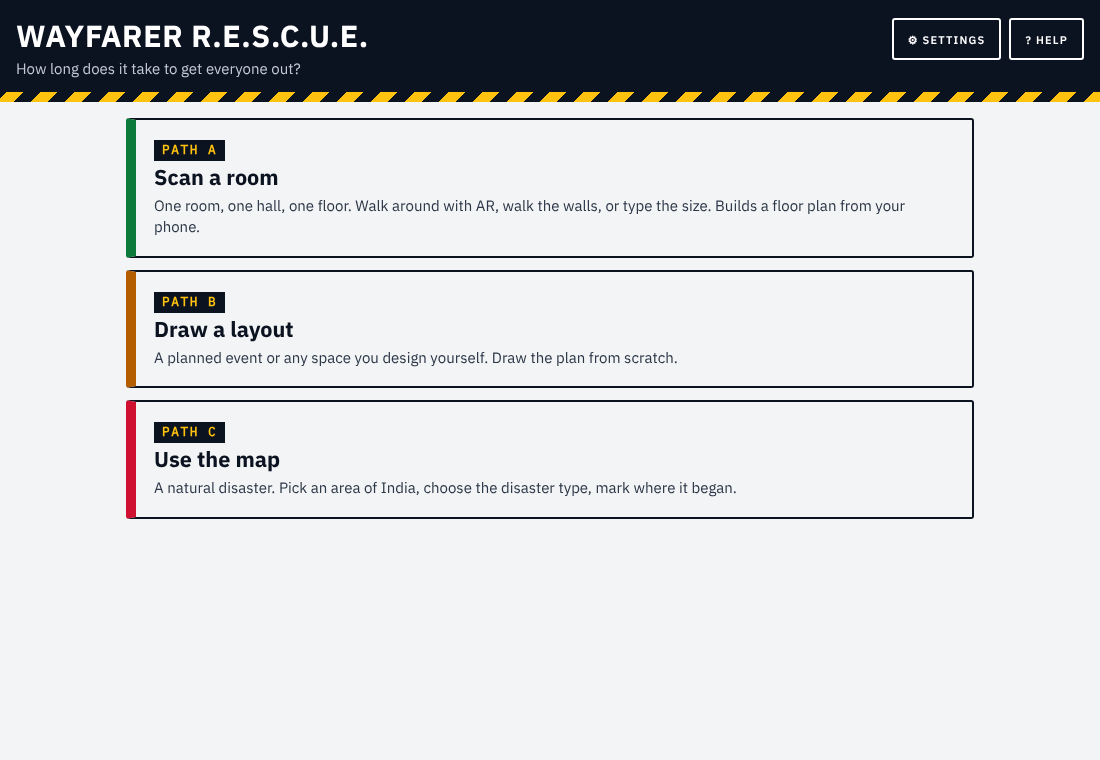 WAYFARER R.E.S.C.U.E.
How long does it take to get everyone out?
⚙ SETTINGS
? HELP
PATH A
Scan a room
One room, one hall, one floor. Walk around with AR, walk the walls, or type the size. Builds a floor plan from your
phone.
PATH B
Draw a layout
A planned event or any space you design yourself. Draw the plan from scratch.
PATH C
Use the map
A natural disaster. Pick an area of India, choose the disaster type, mark where it began.